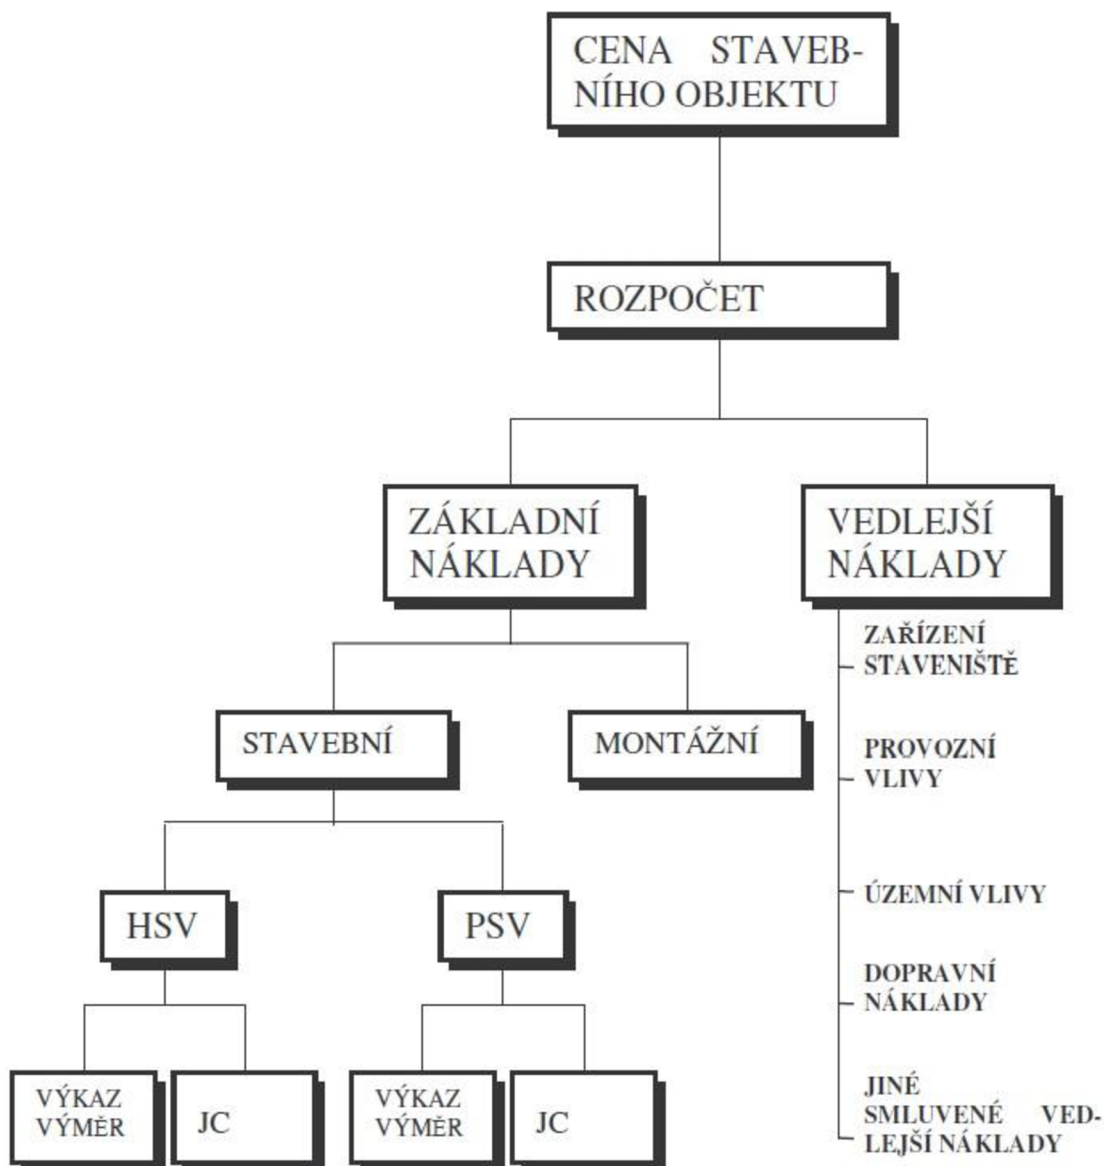 CENA STAVEB-
NÍHO OBJEKTU
ROZPOČET
ZÁKLADNÍ
NÁKLADY
VEDLEJŠÍ
NÁKLADY
ZAŘÍZENÍ
STAVENIŠTĚ
PROVOZNÍ
VLIVY
ÚZEMNÍ VLIVY
DOPRAVNÍ
NÁKLADY
JINÉ
SMLUVENÉ VED-
LEJŠÍ NÁKLADY
STAVEBNÍ
MONTÁŽNÍ
HSV
PSV
VÝKAZ
VÝMĚR
JC
VÝKAZ
VÝMĚR
JC